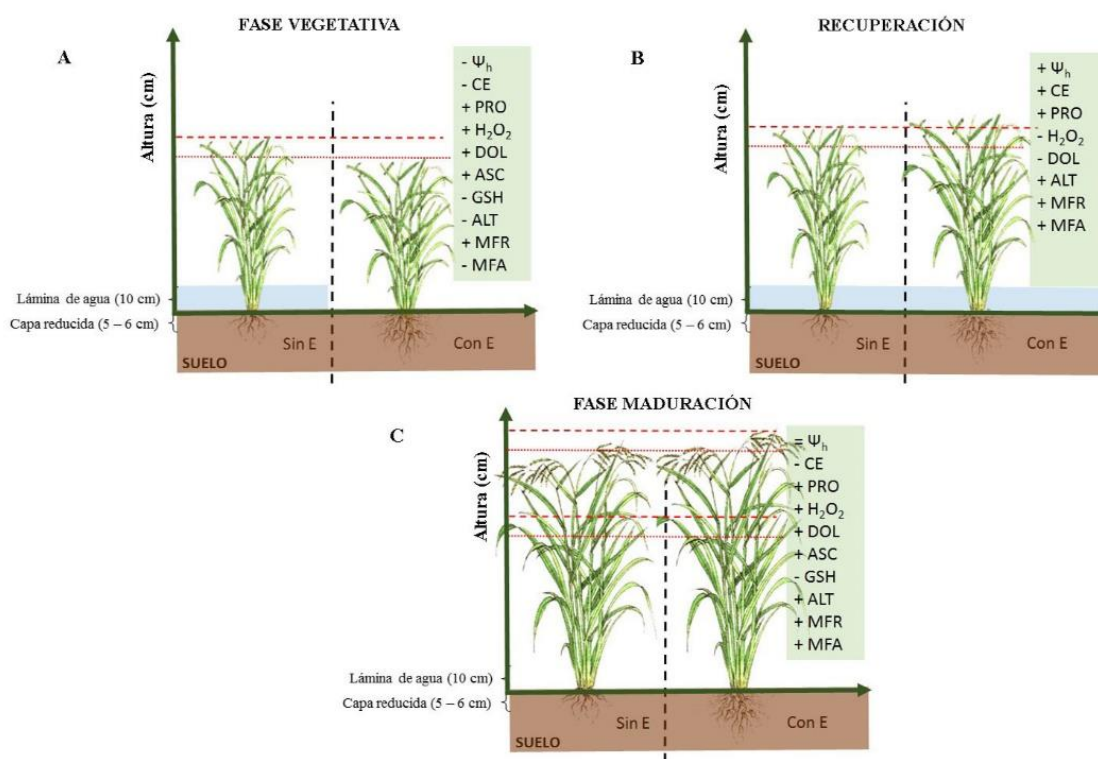 FASE VEGETATIVA
A
Altura (cm)
- Ψh
- CE
+ PRO
+ H₂O₂
+ DOL
+ ASC
- GSH
- ALT
+ MFR
- MFA
Lámina de agua (10 cm)
Capa reducida (5 – 6 cm)
Sin E
Con E
SUELO
RECUPERACIÓN
B
Altura (cm)
+ Ψh
+ CE
+ PRO
- H₂O₂
- DOL
+ ALT
+ MFR
+ MFA
Lámina de agua (10 cm)
Capa reducida (5 – 6 cm)
Sin E
Con E
SUELO
FASE MADURACIÓN
C
Altura (cm)
= Ψh
- CE
+ PRO
+ H₂O₂
+ DOL
+ ASC
- GSH
+ ALT
+ MFR
+ MFA
Lámina de agua (10 cm)
Capa reducida (5 – 6 cm)
Sin E
Con E
SUELO